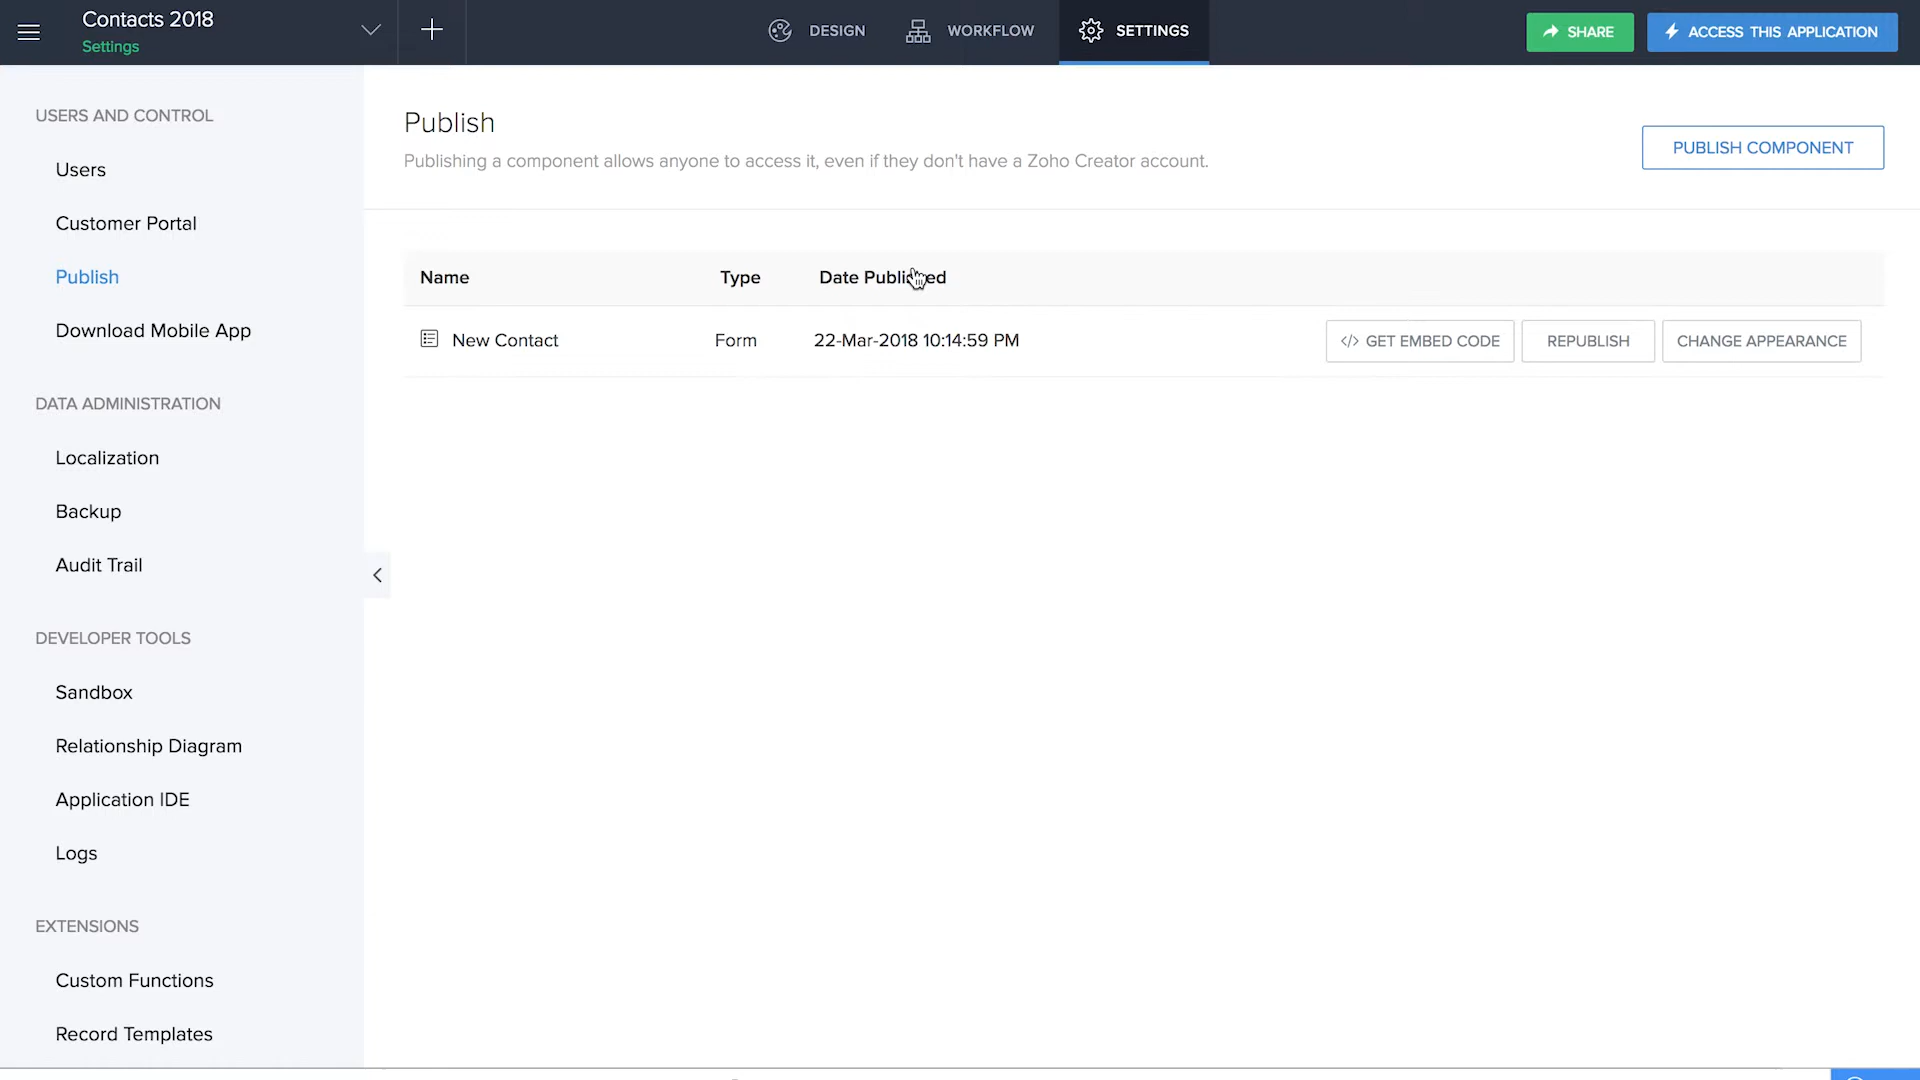 Contacts 2018
Settings
DESIGN
WORKFLOW
SETTINGS
SHARE
ACCESS THIS APPLICATION
USERS AND CONTROL
Users
Customer Portal
Publish
Download Mobile App
DATA ADMINISTRATION
Localization
Backup
Audit Trail
DEVELOPER TOOLS
Sandbox
Relationship Diagram
Application IDE
Logs
EXTENSIONS
Custom Functions
Record Templates
Publish
Publishing a component allows anyone to access it, even if they don't have a Zoho Creator account.
PUBLISH COMPONENT
Name Type Date Published
New Contact Form 22-Mar-2018 10:14:59 PM </> GET EMBED CODE REPUBLISH CHANGE APPEARANCE